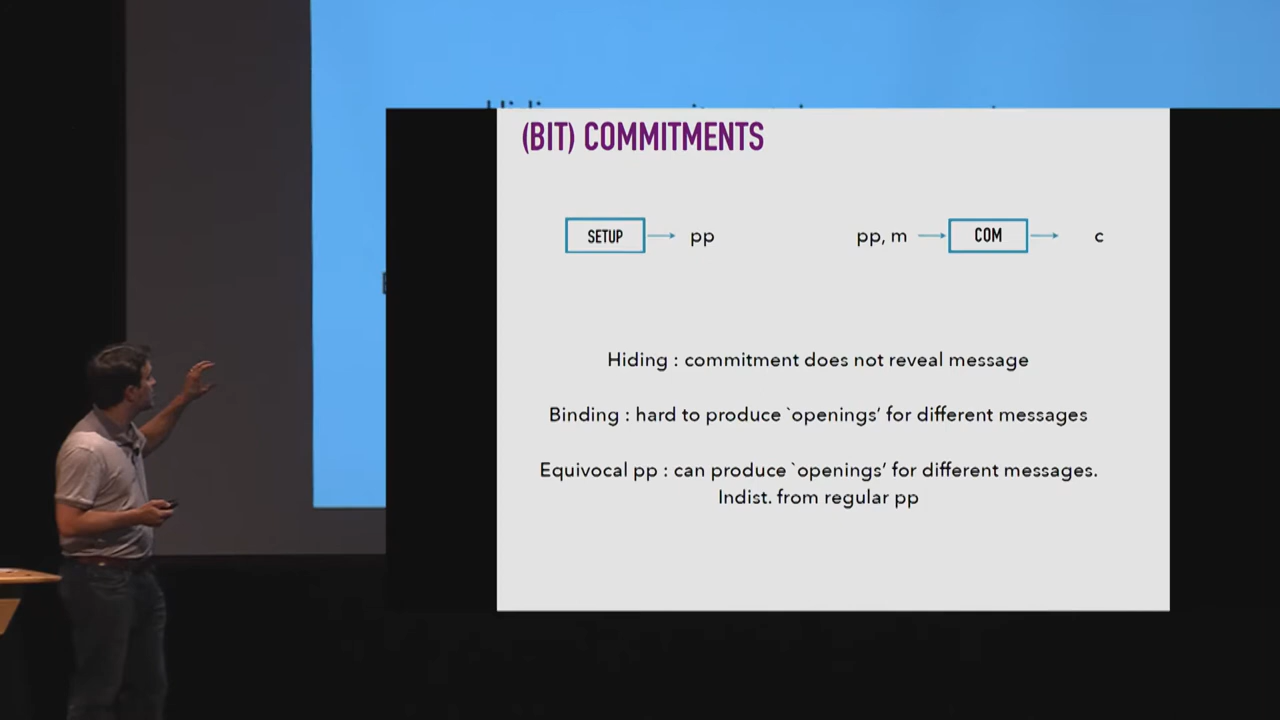 (BIT) COMMITMENTS
SETUP pp pp, m COM c
Hiding : commitment does not reveal message
Binding : hard to produce `openings’ for different messages
Equivocal pp : can produce `openings’ for different messages.
Indist. from regular pp